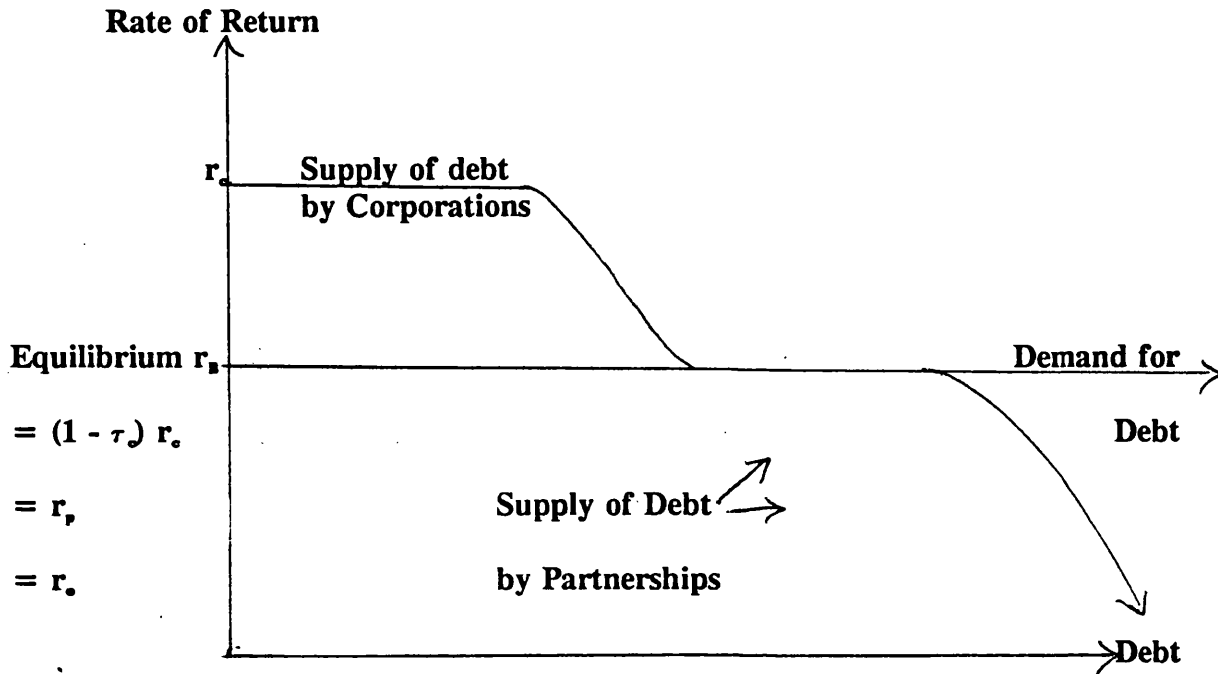 Rate of Return
r_c
Supply of debt
by Corporations
Equilibrium r_B
= (1 - τ_c) r_c
= r_p
= r_o
Demand for
Debt
Supply of Debt
by Partnerships
Debt